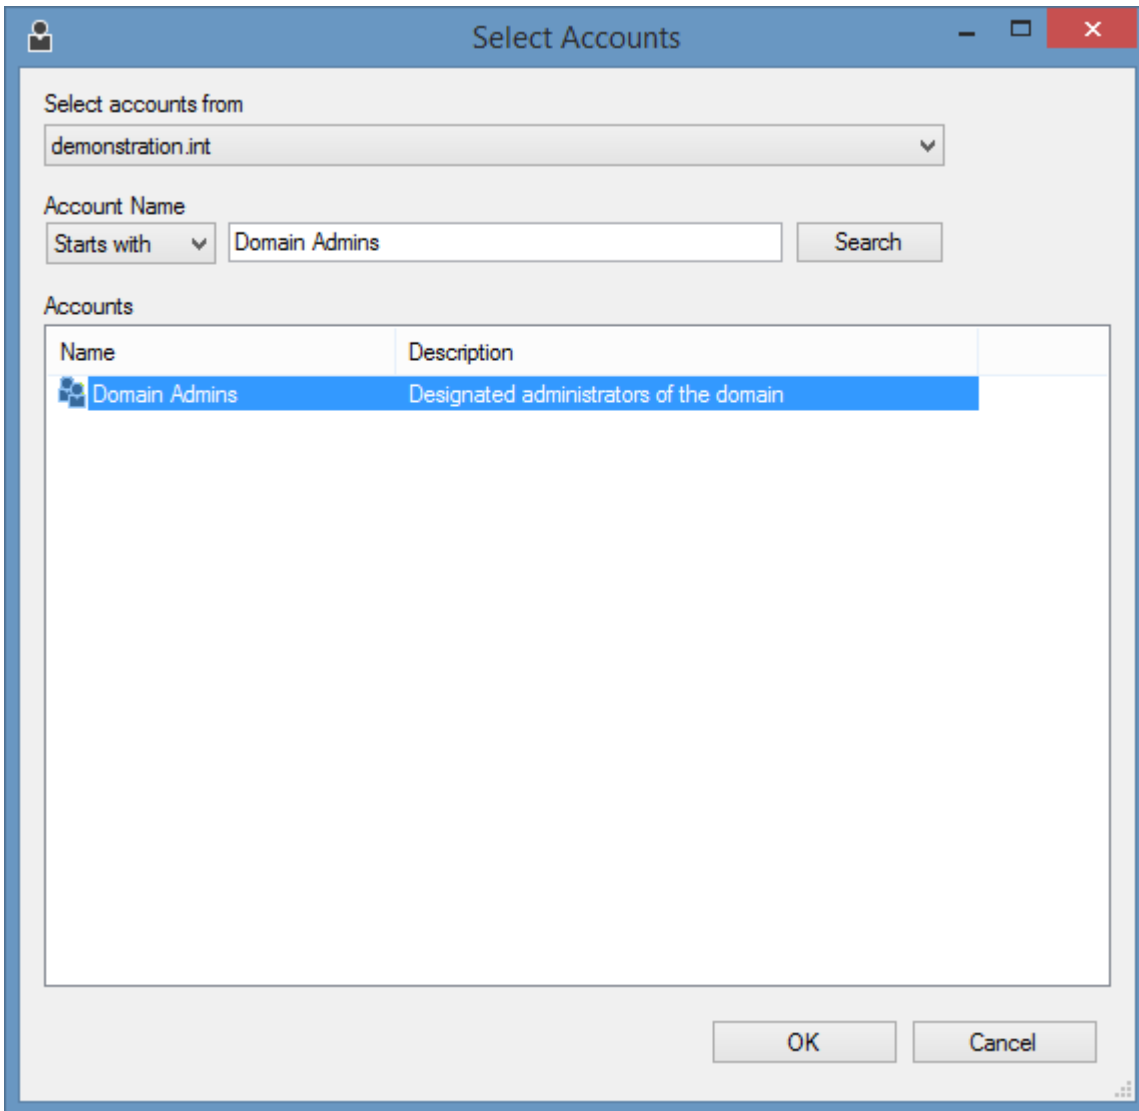 Select Accounts
Select accounts from
demonstration.int
Account Name
Starts with Domain Admins Search
Accounts
Name Description
Domain Admins Designated administrators of the domain
OK Cancel